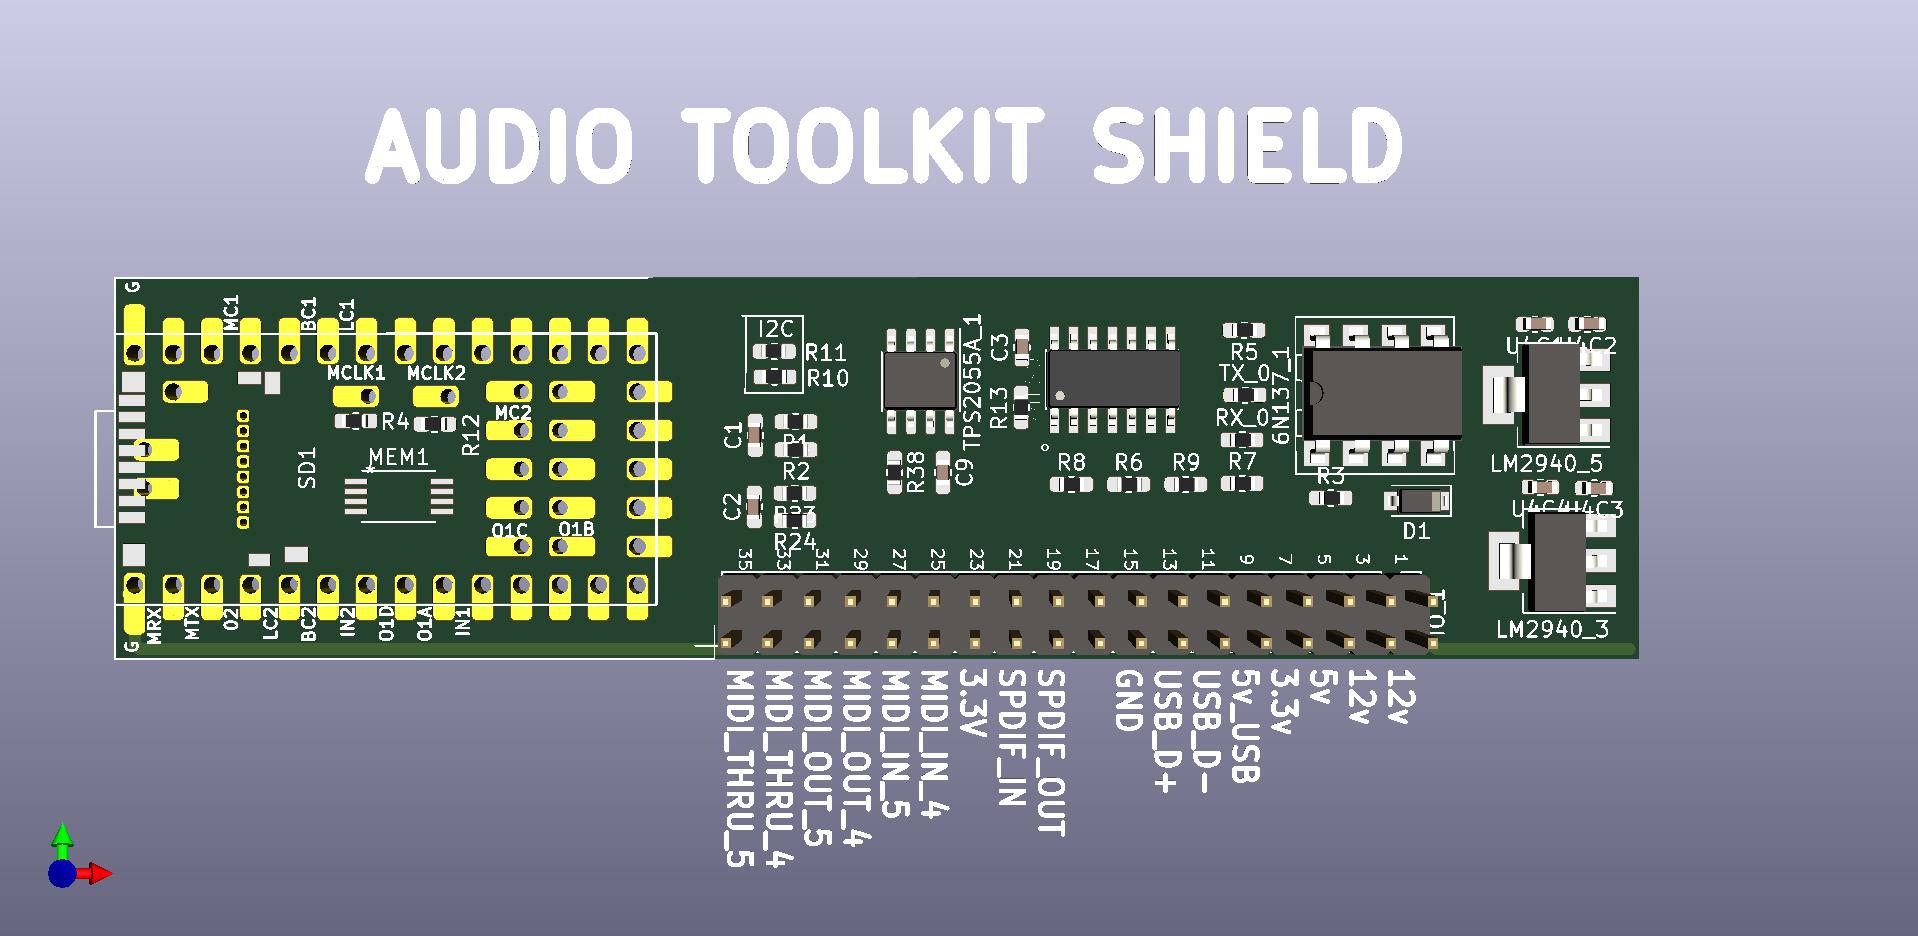 AUDIO TOOLKIT SHIELD
G
MC1
BC1
LC1
MCLK1
MCLK2
R4
R12
MC2
SD1
MEM1
O1C
O1B
G
MRX
MTX
O2
LC2
BC2
IN2
O1D
O1A
IN1
I2C
R11
R10
C1
R1
R2
C2
R24
R38
C9
TPS2055A_1
C3
R13
R8
R6
R9
R7
R5
TX_0
RX_0
6N137_1
R3
D1
LM2940_5
U4C3
LM2940_3
35
33
31
29
27
25
23
21
19
17
15
13
11
9
7
5
3
1
MIDI_THRU_5
MIDI_THRU_4
MIDI_OUT_5
MIDI_OUT_4
MIDI_IN_5
MIDI_IN_4
3.3V
SPDIF_IN
SPDIF_OUT
GND
USB_D+
USB_D-
5v_USB
3.3v
5v
12v
12v